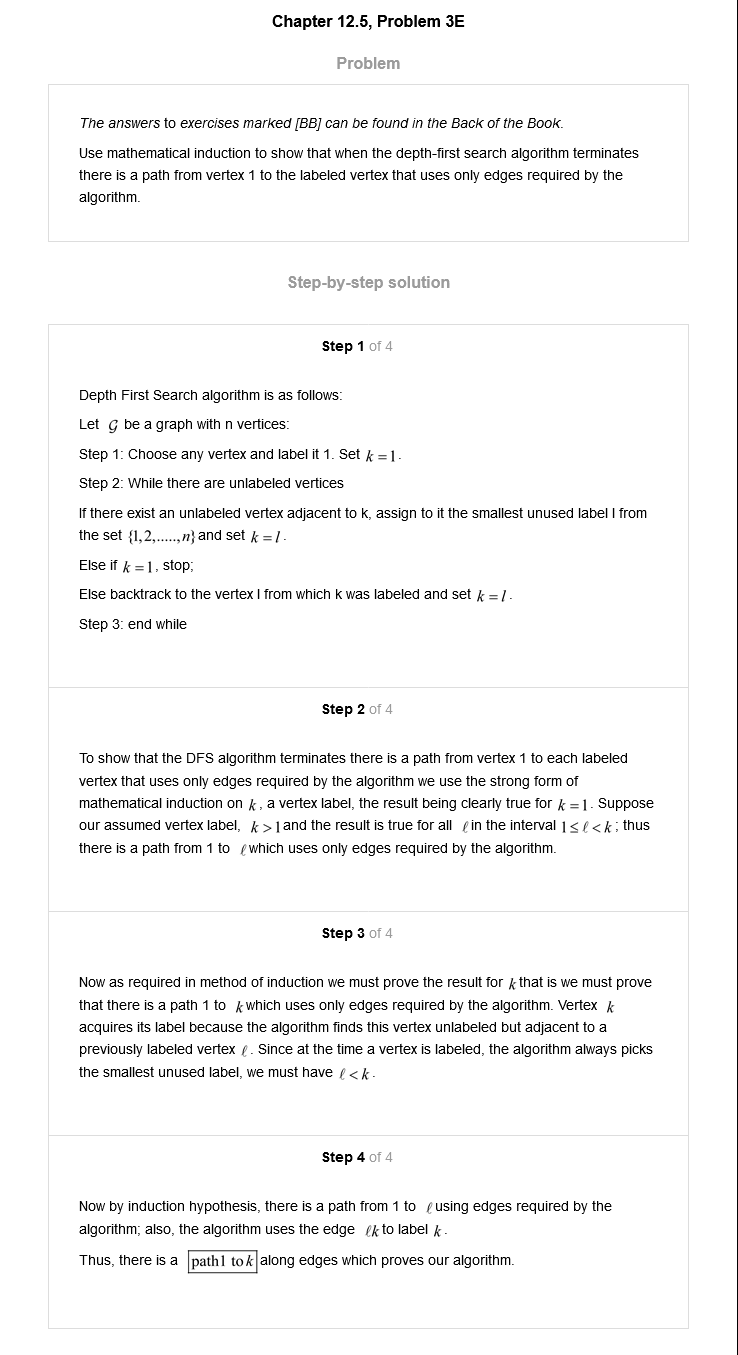 Chapter 12.5, Problem 3E
Problem
The answers to exercises marked [BB] can be found in the Back of the Book.
Use mathematical induction to show that when the depth-first search algorithm terminates
there is a path from vertex 1 to the labeled vertex that uses only edges required by the
algorithm.
Step-by-step solution
Step 1 of 4
Depth First Search algorithm is as follows:
Let G be a graph with n vertices:
Step 1: Choose any vertex and label it 1. Set k = 1.
Step 2: While there are unlabeled vertices
If there exist an unlabeled vertex adjacent to k, assign to it the smallest unused label l from
the set {1,2,.....,n} and set k = l.
Else if k = 1, stop;
Else backtrack to the vertex l from which k was labeled and set k = l.
Step 3: end while
Step 2 of 4
To show that the DFS algorithm terminates there is a path from vertex 1 to each labeled
vertex that uses only edges required by the algorithm we use the strong form of
mathematical induction on k, a vertex label, the result being clearly true for k = 1. Suppose
our assumed vertex label, k > 1 and the result is true for all ℓ in the interval 1 ≤ ℓ < k; thus
there is a path from 1 to ℓ which uses only edges required by the algorithm.
Step 3 of 4
Now as required in method of induction we must prove the result for k that is we must prove
that there is a path 1 to k which uses only edges required by the algorithm. Vertex k
acquires its label because the algorithm finds this vertex unlabeled but adjacent to a
previously labeled vertex ℓ. Since at the time a vertex is labeled, the algorithm always picks
the smallest unused label, we must have ℓ < k.
Step 4 of 4
Now by induction hypothesis, there is a path from 1 to ℓ using edges required by the
algorithm; also, the algorithm uses the edge ℓk to label k.
Thus, there is a path1 to k along edges which proves our algorithm.